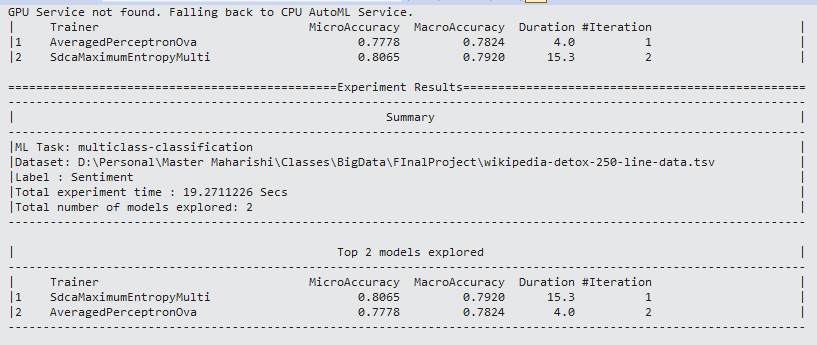 GPU Service not found. Falling back to CPU AutoML Service.
|     Trainer                              MicroAccuracy  MacroAccuracy  Duration #Iteration                     |
|1    AveragedPerceptronOva                       0.7778         0.7824       4.0          1                     |
|2    SdcaMaximumEntropyMulti                     0.8065         0.7920      15.3          2                     |
===============================================Experiment Results=================================================
------------------------------------------------------------------------------------------------------------------
|                                                     Summary                                                    |
------------------------------------------------------------------------------------------------------------------
|ML Task: multiclass-classification                                                                              |
|Dataset: D:\Personal\Master Maharishi\Classes\BigData\FInalProject\wikipedia-detox-250-line-data.tsv            |
|Label : Sentiment                                                                                               |
|Total experiment time : 19.2711226 Secs                                                                         |
|Total number of models explored: 2                                                                              |
------------------------------------------------------------------------------------------------------------------
|                                              Top 2 models explored                                             |
------------------------------------------------------------------------------------------------------------------
|     Trainer                              MicroAccuracy  MacroAccuracy  Duration #Iteration                     |
|1    SdcaMaximumEntropyMulti                     0.8065         0.7920      15.3          1                     |
|2    AveragedPerceptronOva                       0.7778         0.7824       4.0          2                     |
------------------------------------------------------------------------------------------------------------------